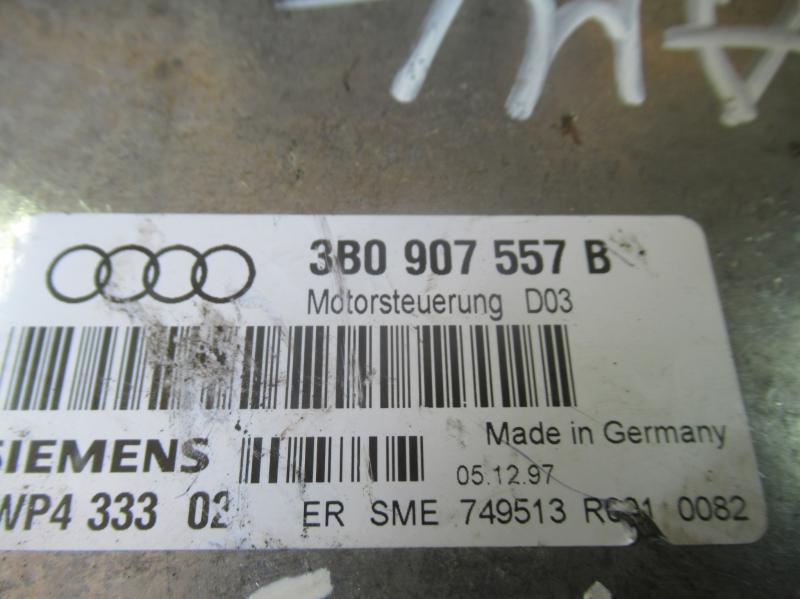 3B0 907 557 B
Motorsteuerung D03
SIEMENS
Made in Germany
05.12.97
WP4 333 02
ER SME 749513 0082